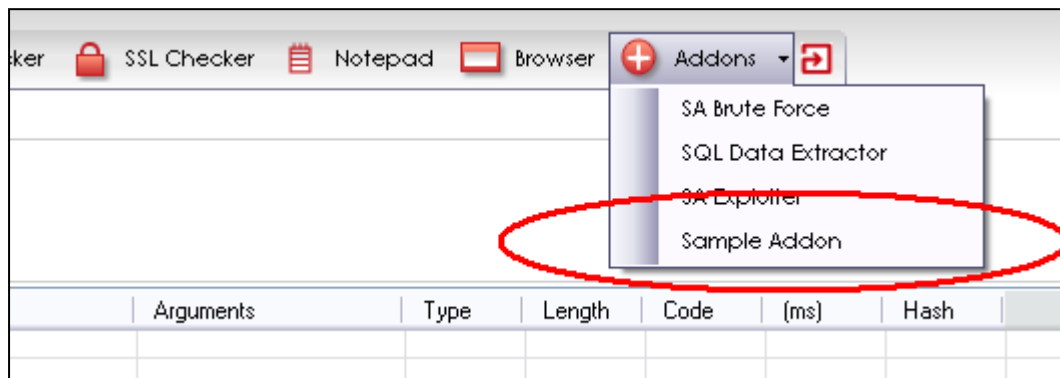 ker SSL Checker Notepad Browser Addons
SA Brute Force
SQL Data Extractor
SA Exploiter
Sample Addon
Arguments Type Length Code (ms) Hash